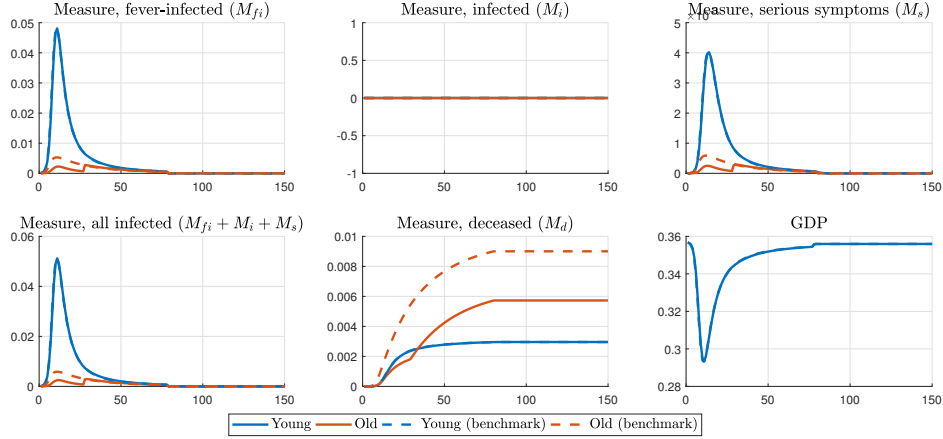 Measure, fever-infected (M_fi)
Measure, infected (M_i)
Measure, serious symptoms (M_s)
0.05
0.04
0.03
0.02
0.01
0
0 50 100 150
1
0.5
0
-0.5
-1
0 50 100 150
5
4
3
2
1
0
0 50 100 150
Measure, all infected (M_fi + M_i + M_s)
Measure, deceased (M_d)
GDP
0.06
0.04
0.02
0
0 50 100 150
0.01
0.008
0.006
0.004
0.002
0
0 50 100 150
0.36
0.34
0.32
0.3
0.28
0 50 100 150
Young Old Young (benchmark) Old (benchmark)